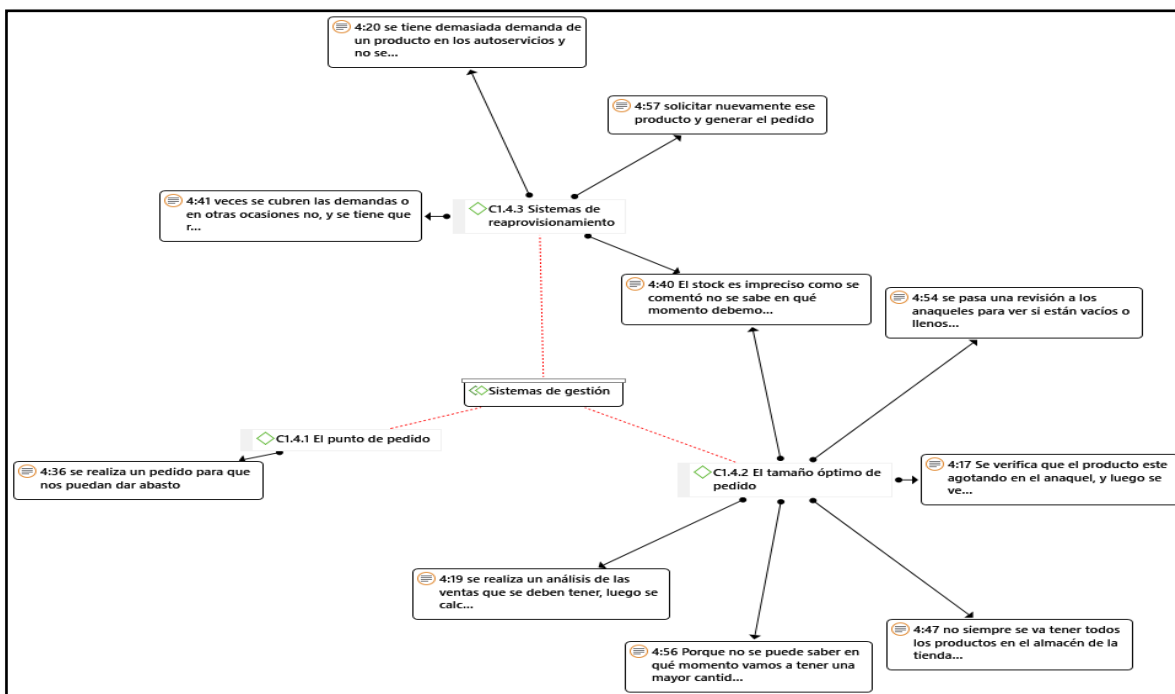 4:20 se tiene demasiada demanda de
un producto en los autoservicios y
no se...
4:57 solicitar nuevamente ese
producto y generar el pedido
4:41 veces se cubren las demandas o
en otras ocasiones no, y se tiene que
r...
C1.4.3 Sistemas de
reaprovisionamiento
4:40 El stock es impreciso como se
comentó no se sabe en qué
momento debemo...
4:54 se pasa una revisión a los
anaqueles para ver si están vacíos o
llenos...
Sistemas de gestión
C1.4.1 El punto de pedido
4:36 se realiza un pedido para que
nos puedan dar abasto
C1.4.2 El tamaño óptimo de
pedido
4:17 Se verifica que el producto este
agotando en el anaquel, y luego se
ve...
4:19 se realiza un análisis de las
ventas que se deben tener, luego se
calc...
4:56 Porque no se puede saber en
qué momento vamos a tener una
mayor cantid...
4:47 no siempre se va tener todos
los productos en el almacén de la
tienda...